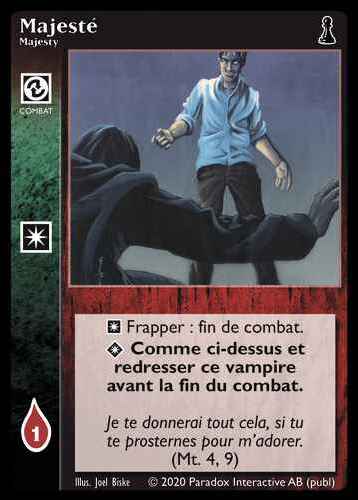 Majesté
Majesty
COMBAT
Frapper : fin de combat.
Comme ci-dessus et
redresser ce vampire
avant la fin du combat.
Je te donnerai tout cela, si tu
te prosternes pour m'adorer.
(Mt. 4, 9)
1
Illus. Joel Biske © 2020 Paradox Interactive AB (publ)